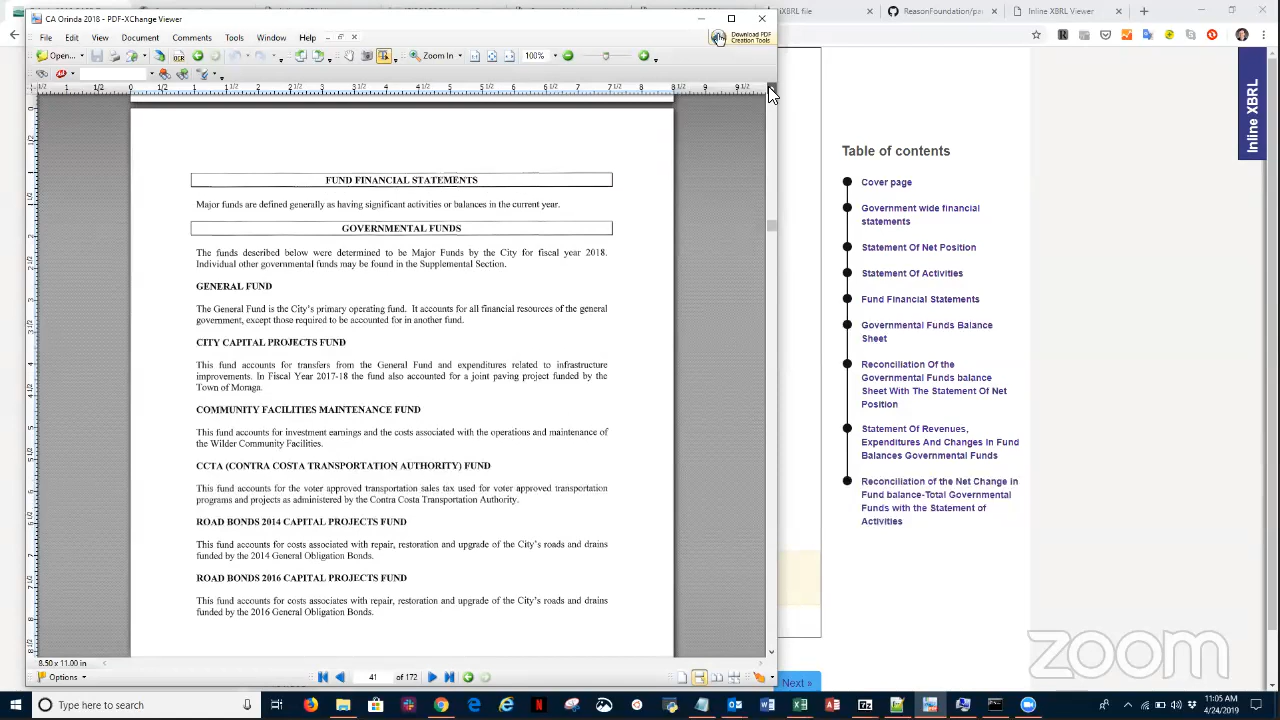 CA Orinda 2018 - PDF-XChange Viewer
File Edit View Document Comments Tools Window Help
Download PDF
Creation Tools
Open...
OCR
Zoom In
100%
FUND FINANCIAL STATEMENTS
Major funds are defined generally as having significant activities or balances in the current year.
GOVERNMENTAL FUNDS
The funds described below were determined to be Major Funds by the City for fiscal year 2018.
Individual other governmental funds may be found in the Supplemental Section.
GENERAL FUND
The General Fund is the City's primary operating fund. It accounts for all financial resources of the general
government, except those required to be accounted for in another fund.
CITY CAPITAL PROJECTS FUND
This fund accounts for transfers from the General Fund and expenditures related to infrastructure
improvements. In Fiscal Year 2017-18 the fund also accounted for a joint paving project funded by the
Town of Moraga.
COMMUNITY FACILITIES MAINTENANCE FUND
This fund accounts for investment earnings and the costs associated with the operations and maintenance of
the Wilder Community Facilities.
CCTA (CONTRA COSTA TRANSPORTATION AUTHORITY) FUND
This fund accounts for the voter approved transportation sales tax used for voter approved transportation
programs and projects as administered by the Contra Costa Transportation Authority.
ROAD BONDS 2014 CAPITAL PROJECTS FUND
This fund accounts for costs associated with repair, restoration and upgrade of the City's roads and drains
funded by the 2014 General Obligation Bonds.
ROAD BONDS 2016 CAPITAL PROJECTS FUND
This fund accounts for costs associates with repair, restoration and upgrade of the City's roads and drains
funded by the 2016 General Obligation Bonds.
8.50 x 11.00 in
Options
41 of 172
ReasonFoundation/po
Inline XBRL Viewer
Inline XBRL
Table of contents
Cover page
Government wide financial
statements
Statement Of Net Position
Statement Of Activities
Fund Financial Statements
Governmental Funds Balance
Sheet
Reconciliation Of the
Governmental Funds balance
Sheet With The Statement Of Net
Position
Statement Of Revenues,
Expenditures And Changes in Fund
Balances Governmental Funds
Reconciliation of the Net Change in
Fund balance-Total Governmental
Funds with the Statement of
Activities
Next »
zoom
Type here to search
11:05 AM
4/24/2019